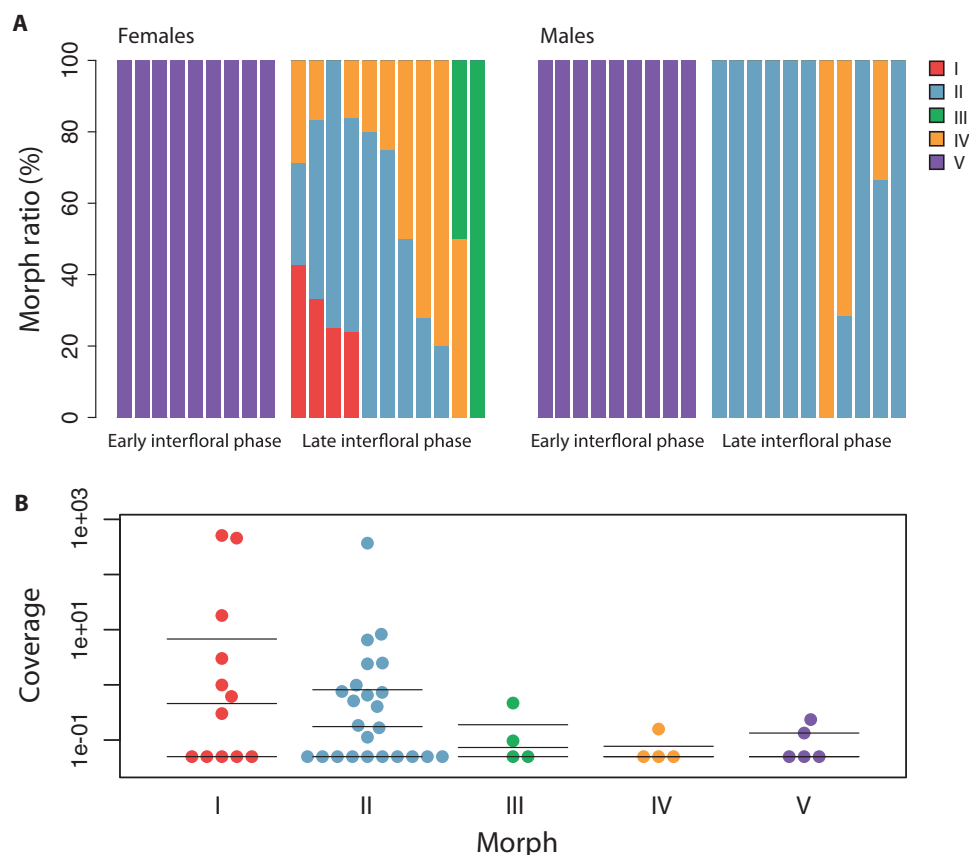 A
Females
Males
Morph ratio (%)
100
80
60
40
20
0
Early interfloral phase
Late interfloral phase
Early interfloral phase
Late interfloral phase
I
II
III
IV
V
B
Coverage
1e+03
1e+01
1e-01
I
II
III
IV
V
Morph